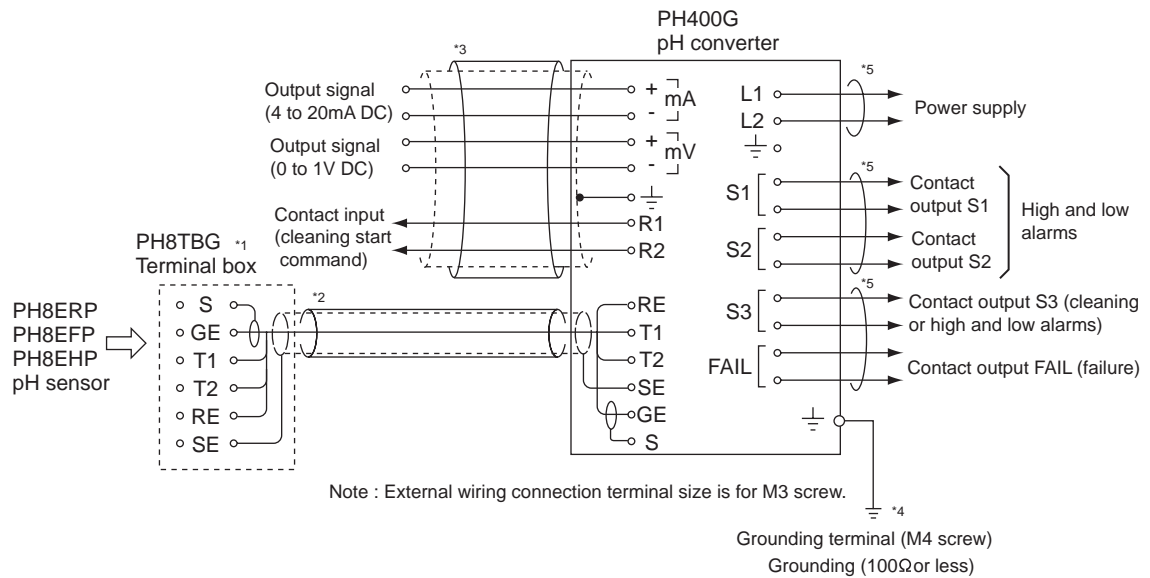 PH400G
pH converter
*3
*5
Output signal
(4 to 20mA DC)
+
-
mA
L1
L2
Power supply
Output signal
(0 to 1V DC)
+
-
mV
*5
S1
Contact
output S1
High and low
alarms
Contact input
(cleaning start
command)
R1
R2
S2
Contact
output S2
PH8TBG *1
Terminal box
*5
*2
S3
Contact output S3 (cleaning
or high and low alarms)
PH8ERP
PH8EFP
PH8EHP
pH sensor
S
GE
T1
T2
RE
SE
RE
T1
T2
SE
GE
S
FAIL
Contact output FAIL (failure)
Note : External wiring connection terminal size is for M3 screw.
*4
Grounding terminal (M4 screw)
Grounding (100Ωor less)